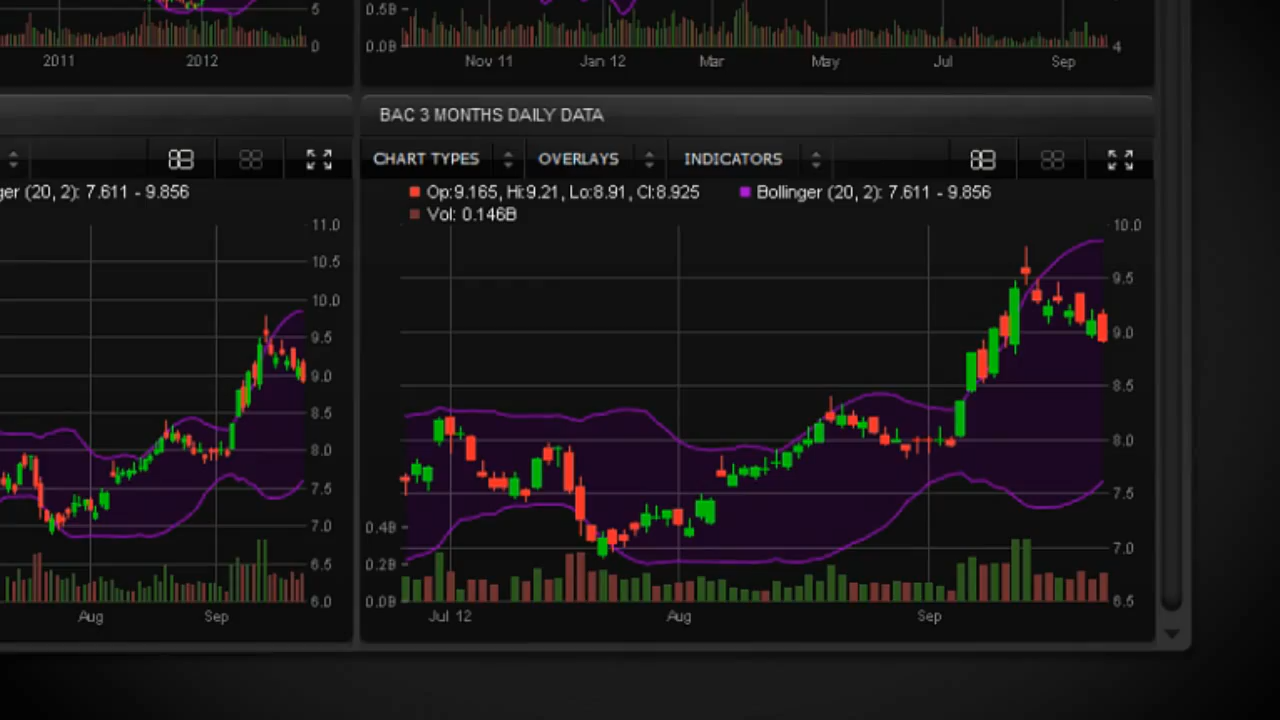 5
0
2011
2012
0.5B
0.0B
4
Nov 11
Jan 12
Mar
May
Jul
Sep
BAC 3 MONTHS DAILY DATA
CHART TYPES
OVERLAYS
INDICATORS
ger (20, 2): 7.611 - 9.856
11.0
10.5
10.0
9.5
9.0
8.5
8.0
7.5
7.0
6.5
6.0
Aug
Sep
Op:9.165, Hi:9.21, Lo:8.91, Cl:8.925
Bollinger (20, 2): 7.611 - 9.856
Vol: 0.146B
10.0
9.5
9.0
8.5
8.0
7.5
7.0
6.5
0.4B
0.2B
0.0B
Jul 12
Aug
Sep